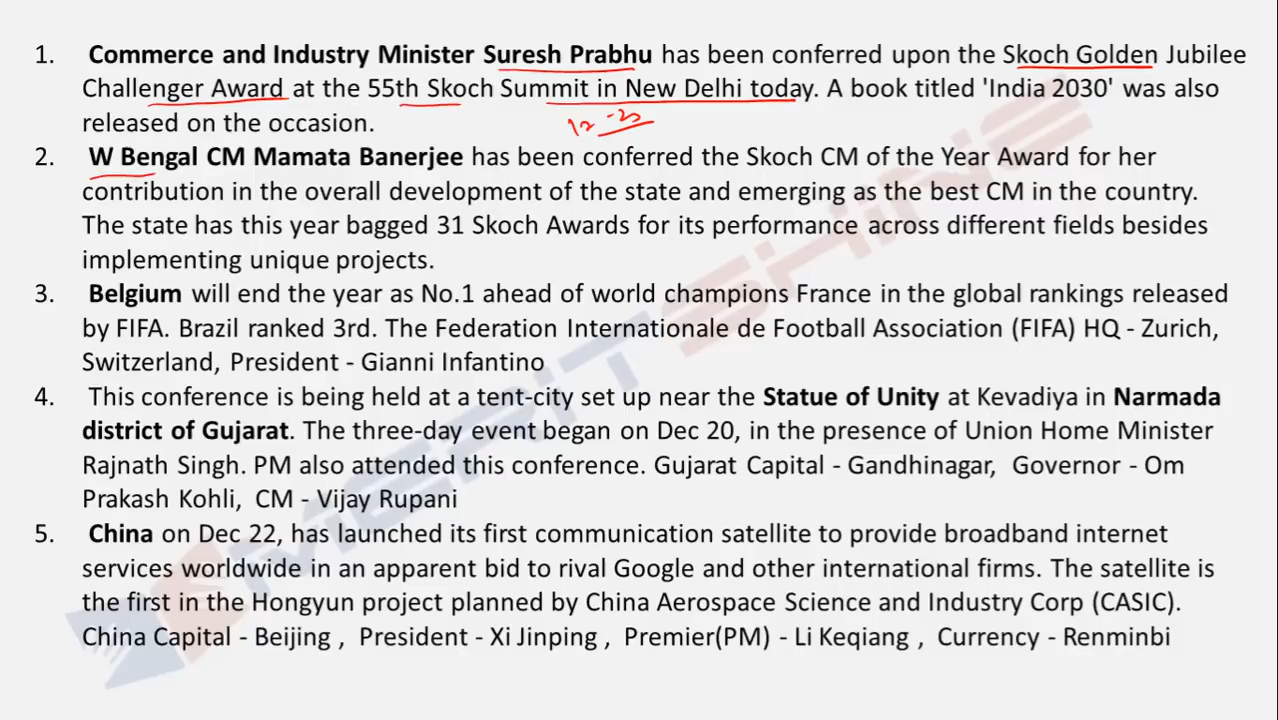 1. Commerce and Industry Minister Suresh Prabhu has been conferred upon the Skoch Golden Jubilee
Challenger Award at the 55th Skoch Summit in New Delhi today. A book titled 'India 2030' was also
released on the occasion.
2. W Bengal CM Mamata Banerjee has been conferred the Skoch CM of the Year Award for her
contribution in the overall development of the state and emerging as the best CM in the country.
The state has this year bagged 31 Skoch Awards for its performance across different fields besides
implementing unique projects.
3. Belgium will end the year as No.1 ahead of world champions France in the global rankings released
by FIFA. Brazil ranked 3rd. The Federation Internationale de Football Association (FIFA) HQ - Zurich,
Switzerland, President - Gianni Infantino
4. This conference is being held at a tent-city set up near the Statue of Unity at Kevadiya in Narmada
district of Gujarat. The three-day event began on Dec 20, in the presence of Union Home Minister
Rajnath Singh. PM also attended this conference. Gujarat Capital - Gandhinagar, Governor - Om
Prakash Kohli, CM - Vijay Rupani
5. China on Dec 22, has launched its first communication satellite to provide broadband internet
services worldwide in an apparent bid to rival Google and other international firms. The satellite is
the first in the Hongyun project planned by China Aerospace Science and Industry Corp (CASIC).
China Capital - Beijing , President - Xi Jinping , Premier(PM) - Li Keqiang , Currency - Renminbi
MERIT SHINE